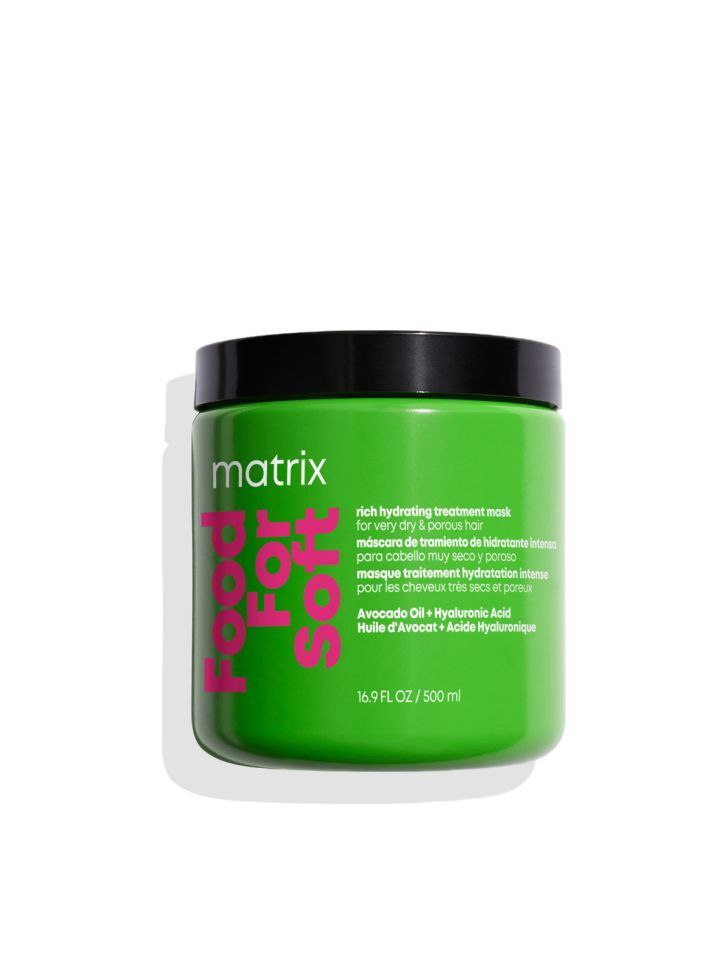 matrix
Food
For
Soft
rich hydrating treatment mask
for very dry & porous hair
máscara de tramiento de hidratante intensa
para cabello muy seco y poroso
masque traitement hydratation intense
pour les cheveux très secs et poreux
Avocado Oil + Hyaluronic Acid
Huile d'Avocat + Acide Hyaluronique
16.9 FL OZ / 500 ml